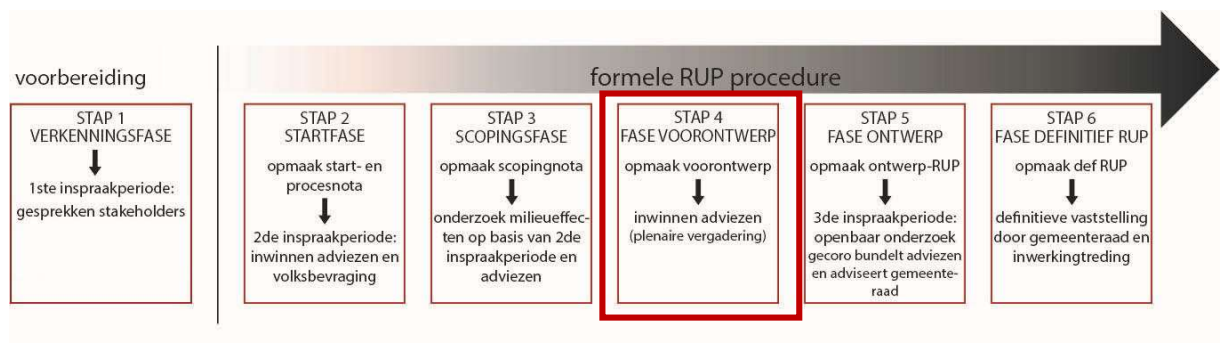 voorbereiding
formele RUP procedure
STAP 1
VERKENNINGSFASE
1ste inspraakperiode:
gesprekken stakeholders
STAP 2
STARTFASE
opmaak start- en
procesnota
2de inspraakperiode:
inwinnen adviezen en
volksbevraging
STAP 3
SCOPINGSFASE
opmaak scopingnota
onderzoek milieueffec-
ten op basis van 2de
inspraakperiode en
adviezen
STAP 4
FASE VOORONTWERP
opmaak voorontwerp
inwinnen adviezen
(plenaire vergadering)
STAP 5
FASE ONTWERP
opmaak ontwerp-RUP
3de inspraakperiode:
openbaar onderzoek
gecoro bundelt adviezen
en adviseert gemeente-
raad
STAP 6
FASE DEFINITIEF RUP
opmaak def RUP
definitieve vaststelling
door gemeenteraad en
inwerkingtreding